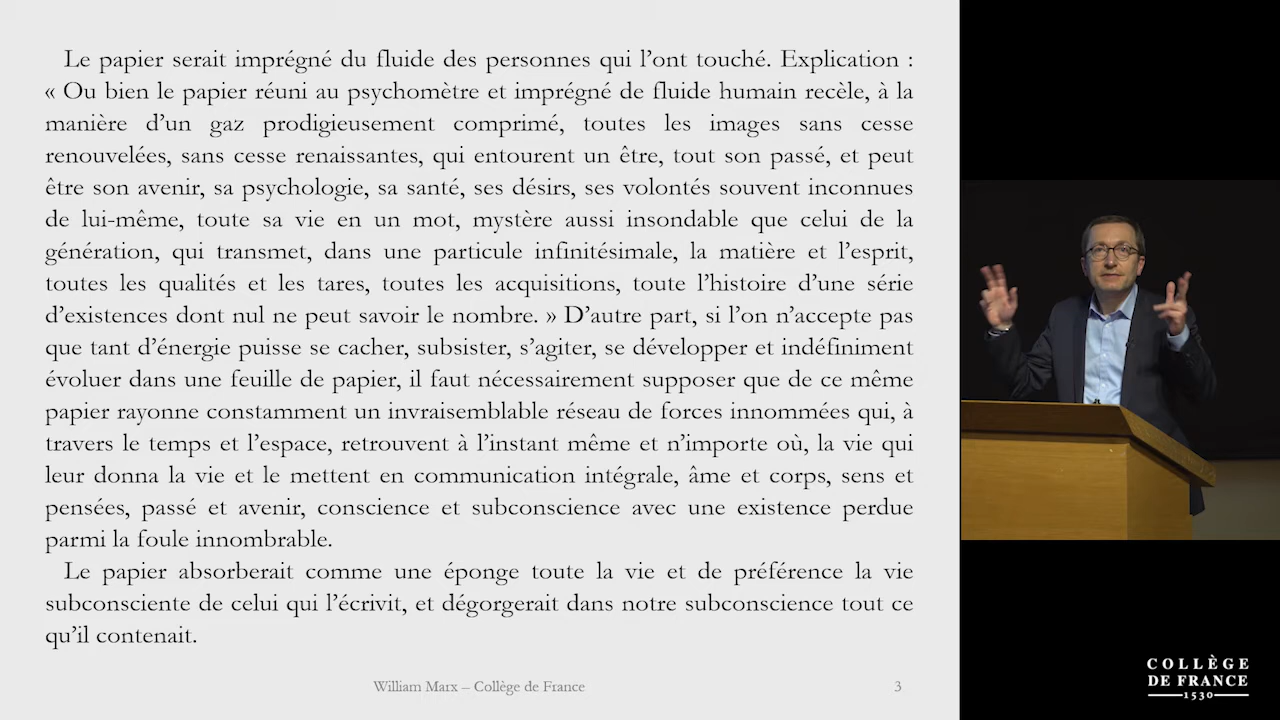 Le papier serait imprégné du fluide des personnes qui l’ont touché. Explication :
« Ou bien le papier réuni au psychomètre et imprégné de fluide humain recèle, à la
manière d’un gaz prodigieusement comprimé, toutes les images sans cesse
renouvelées, sans cesse renaissantes, qui entourent un être, tout son passé, et peut
être son avenir, sa psychologie, sa santé, ses désirs, ses volontés souvent inconnues
de lui-même, toute sa vie en un mot, mystère aussi insondable que celui de la
génération, qui transmet, dans une particule infinitésimale, la matière et l’esprit,
toutes les qualités et les tares, toutes les acquisitions, toute l’histoire d’une série
d’existences dont nul ne peut savoir le nombre. » D’autre part, si l’on n’accepte pas
que tant d’énergie puisse se cacher, subsister, s’agiter, se développer et indéfiniment
évoluer dans une feuille de papier, il faut nécessairement supposer que de ce même
papier rayonne constamment un invraisemblable réseau de forces innommées qui, à
travers le temps et l’espace, retrouvent à l’instant même et n’importe où, la vie qui
leur donna la vie et le mettent en communication intégrale, âme et corps, sens et
pensées, passé et avenir, conscience et subconscience avec une existence perdue
parmi la foule innombrable.
Le papier absorberait comme une éponge toute la vie et de préférence la vie
subconsciente de celui qui l’écrivit, et dégorgerait dans notre subconscience tout ce
qu’il contenait.
William Marx – Collège de France
3
COLLÈGE
DE FRANCE
1530